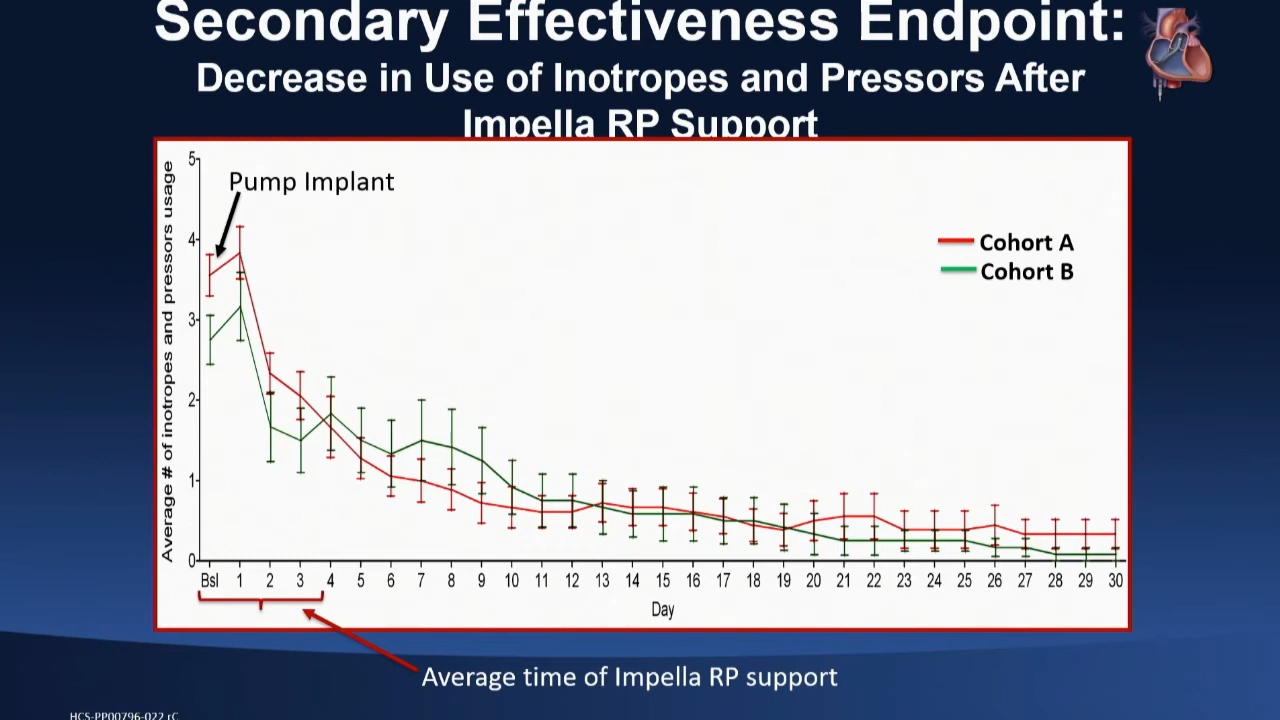 Secondary Effectiveness Endpoint:
Decrease in Use of Inotropes and Pressors After
Impella RP Support
Pump Implant
Cohort A
Cohort B
Average # of inotropes and pressors usage
5
4
3
2
1
0
Bsl 1 2 3 4 5 6 7 8 9 10 11 12 13 14 15 16 17 18 19 20 21 22 23 24 25 26 27 28 29 30
Day
Average time of Impella RP support
HCS-PP00796-022 rC